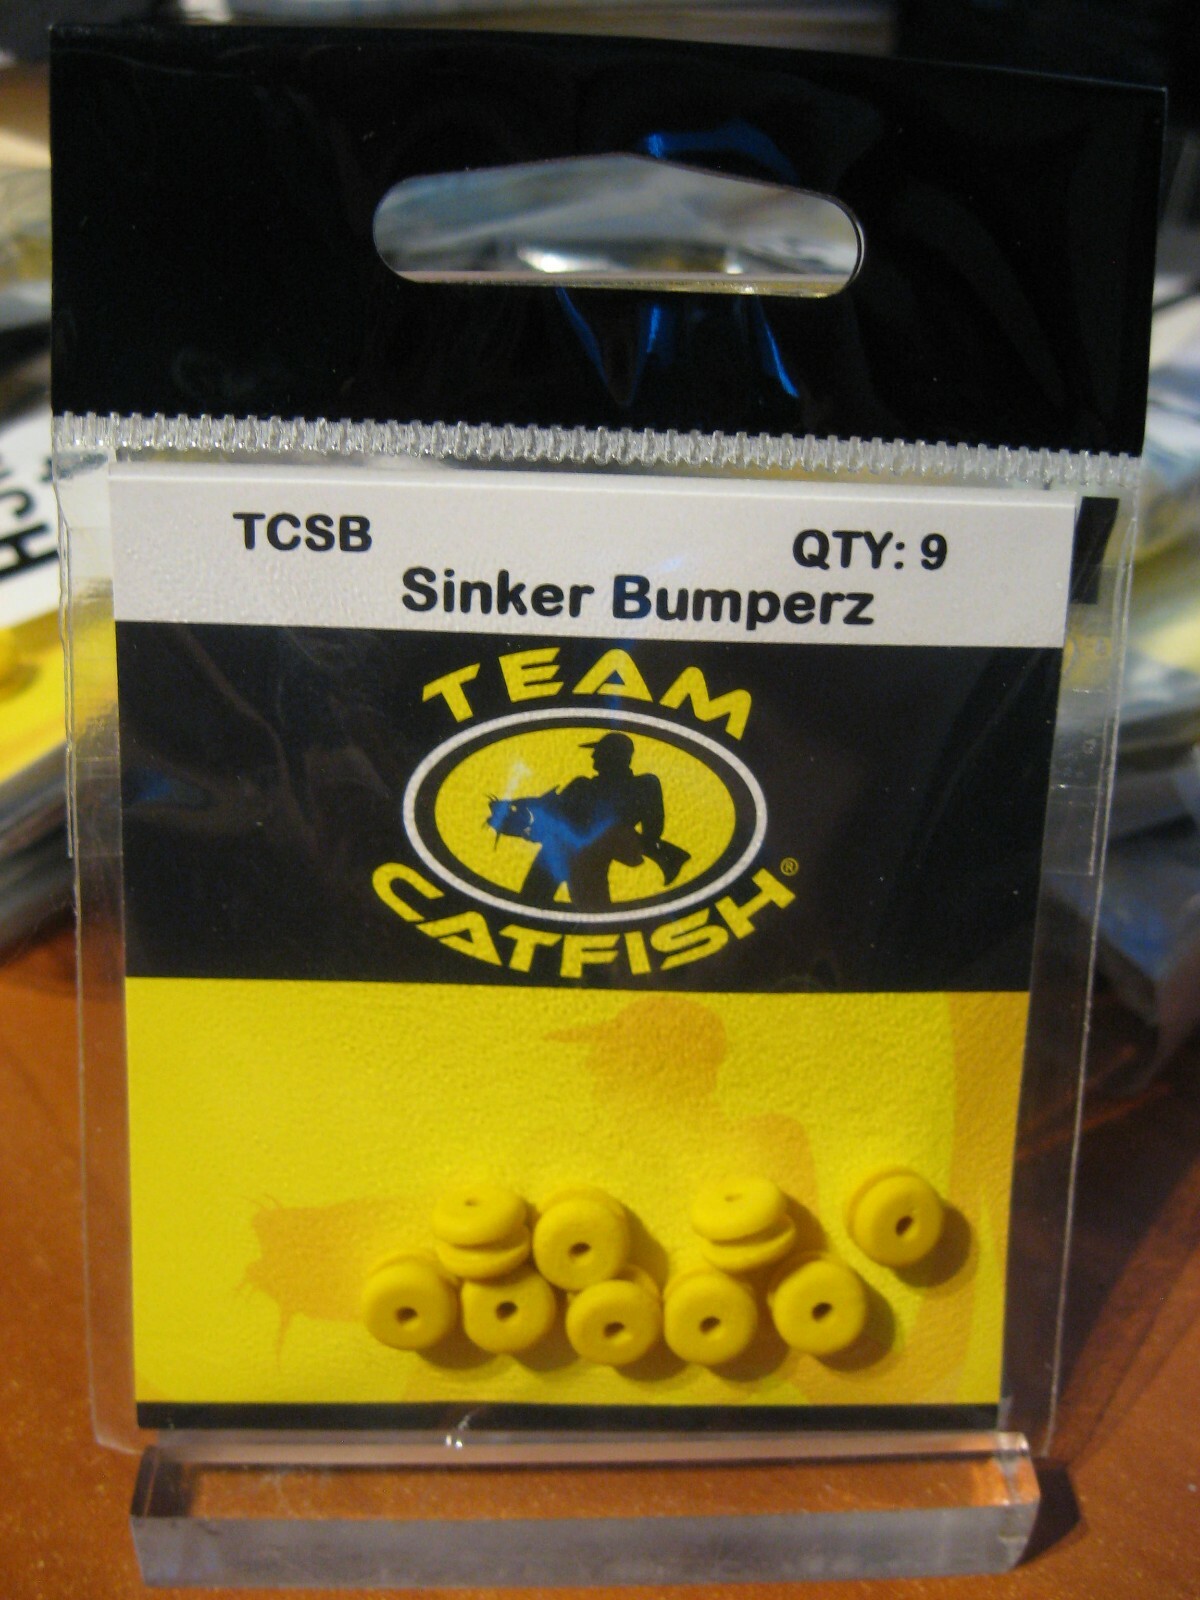 TCSB QTY: 9
Sinker Bumperz
TEAM
CATFISH®